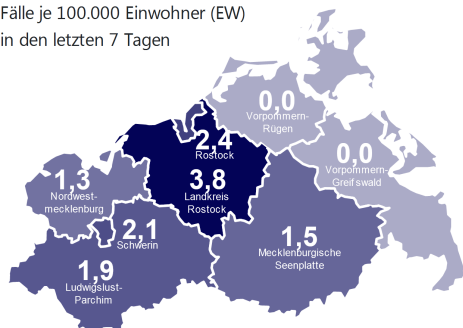 Fälle je 100.000 Einwohner (EW)
in den letzten 7 Tagen
0,0
Vorpommern-
Rügen
2,4
Rostock
0,0
Vorpommern-
Greifswald
3,8
Landkreis
Rostock
1,3
Nordwest-
mecklenburg
2,1
Schwerin
1,5
Mecklenburgische
Seenplatte
1,9
Ludwigslust-
Parchim